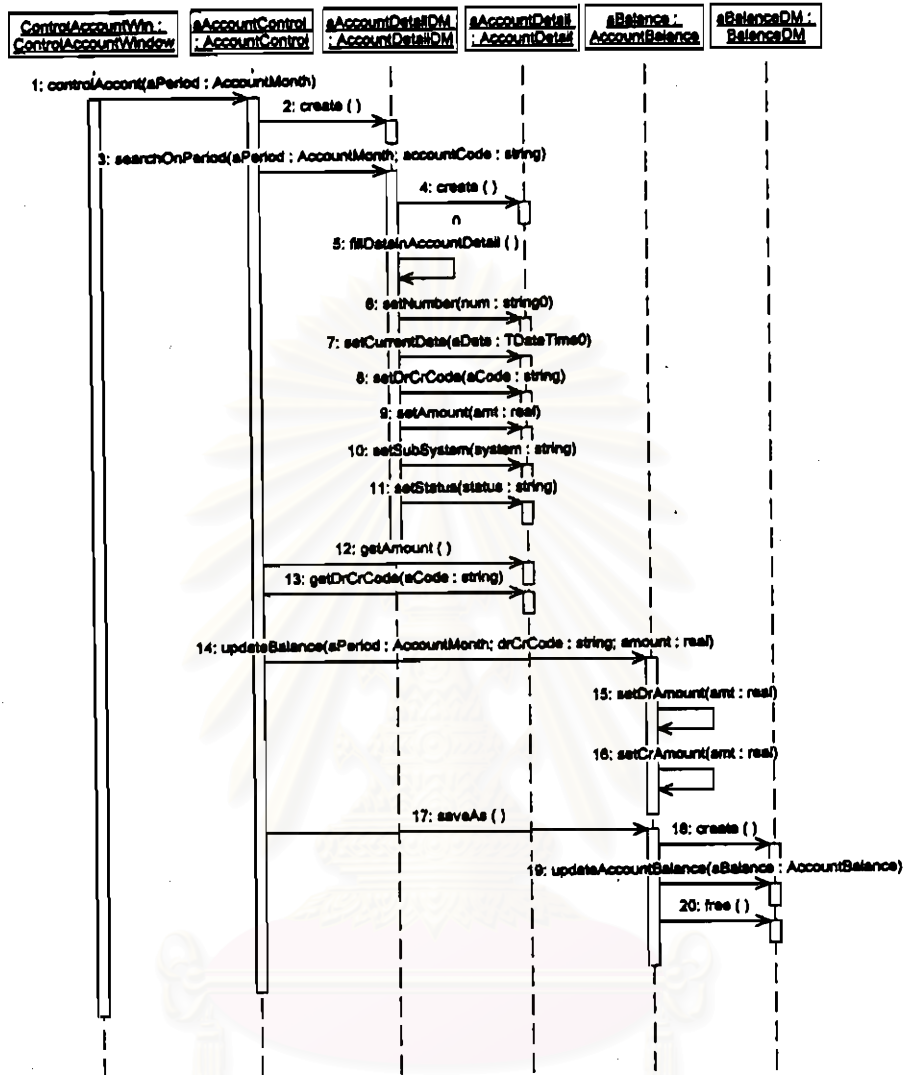 ControlAccountWin :
ControlAccountWindow
aAccountControl
: AccountControl
aAccountDetailDM
: AccountDetailDM
aAccountDetail
: AccountDetail
aBalance :
AccountBalance
aBalanceDM :
BalanceDM
1: controlAccont(aPeriod : AccountMonth)
2: create ( )
3: searchOnPeriod(aPeriod : AccountMonth; accountCode : string)
4: create ( )
5: fillDataInAccountDetail ( )
6: setNumber(num : string0)
7: setCurrentDate(aDate : TDateTime0)
8: setDrCrCode(aCode : string)
9: setAmount(amt : real)
10: setSubSystem(system : string)
11: setStatus(status : string)
12: getAmount ( )
13: getDrCrCode(aCode : string)
14: updateBalance(aPeriod : AccountMonth; drCrCode : string; amount : real)
15: setDrAmount(amt : real)
16: setCrAmount(amt : real)
17: saveAs ( )
18: create ( )
19: updateAccountBalance(aBalance : AccountBalance)
20: free ( )